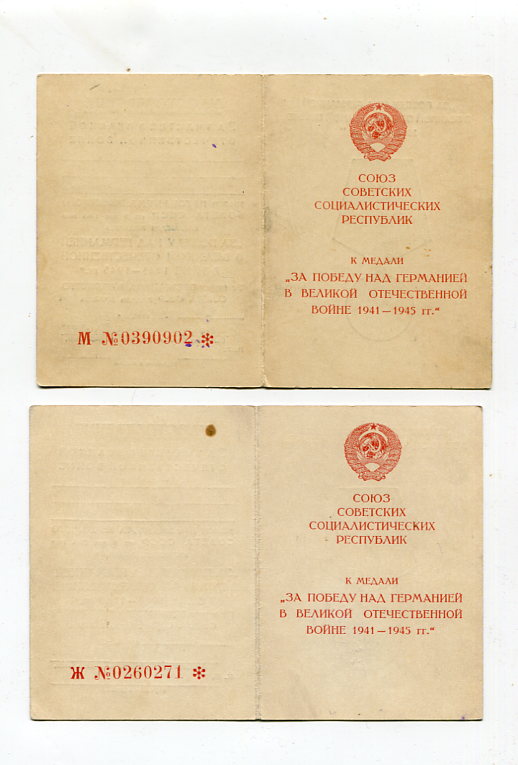 СОЮЗ
СОВЕТСКИХ
СОЦИАЛИСТИЧЕСКИХ
РЕСПУБЛИК
К МЕДАЛИ
„ЗА ПОБЕДУ НАД ГЕРМАНИЕЙ
В ВЕЛИКОЙ ОТЕЧЕСТВЕННОЙ
ВОЙНЕ 1941—1945 гг.“
М №0390902 ✻
СОЮЗ
СОВЕТСКИХ
СОЦИАЛИСТИЧЕСКИХ
РЕСПУБЛИК
К МЕДАЛИ
„ЗА ПОБЕДУ НАД ГЕРМАНИЕЙ
В ВЕЛИКОЙ ОТЕЧЕСТВЕННОЙ
ВОЙНЕ 1941—1945 гг.“
Ж №0260271 ✻